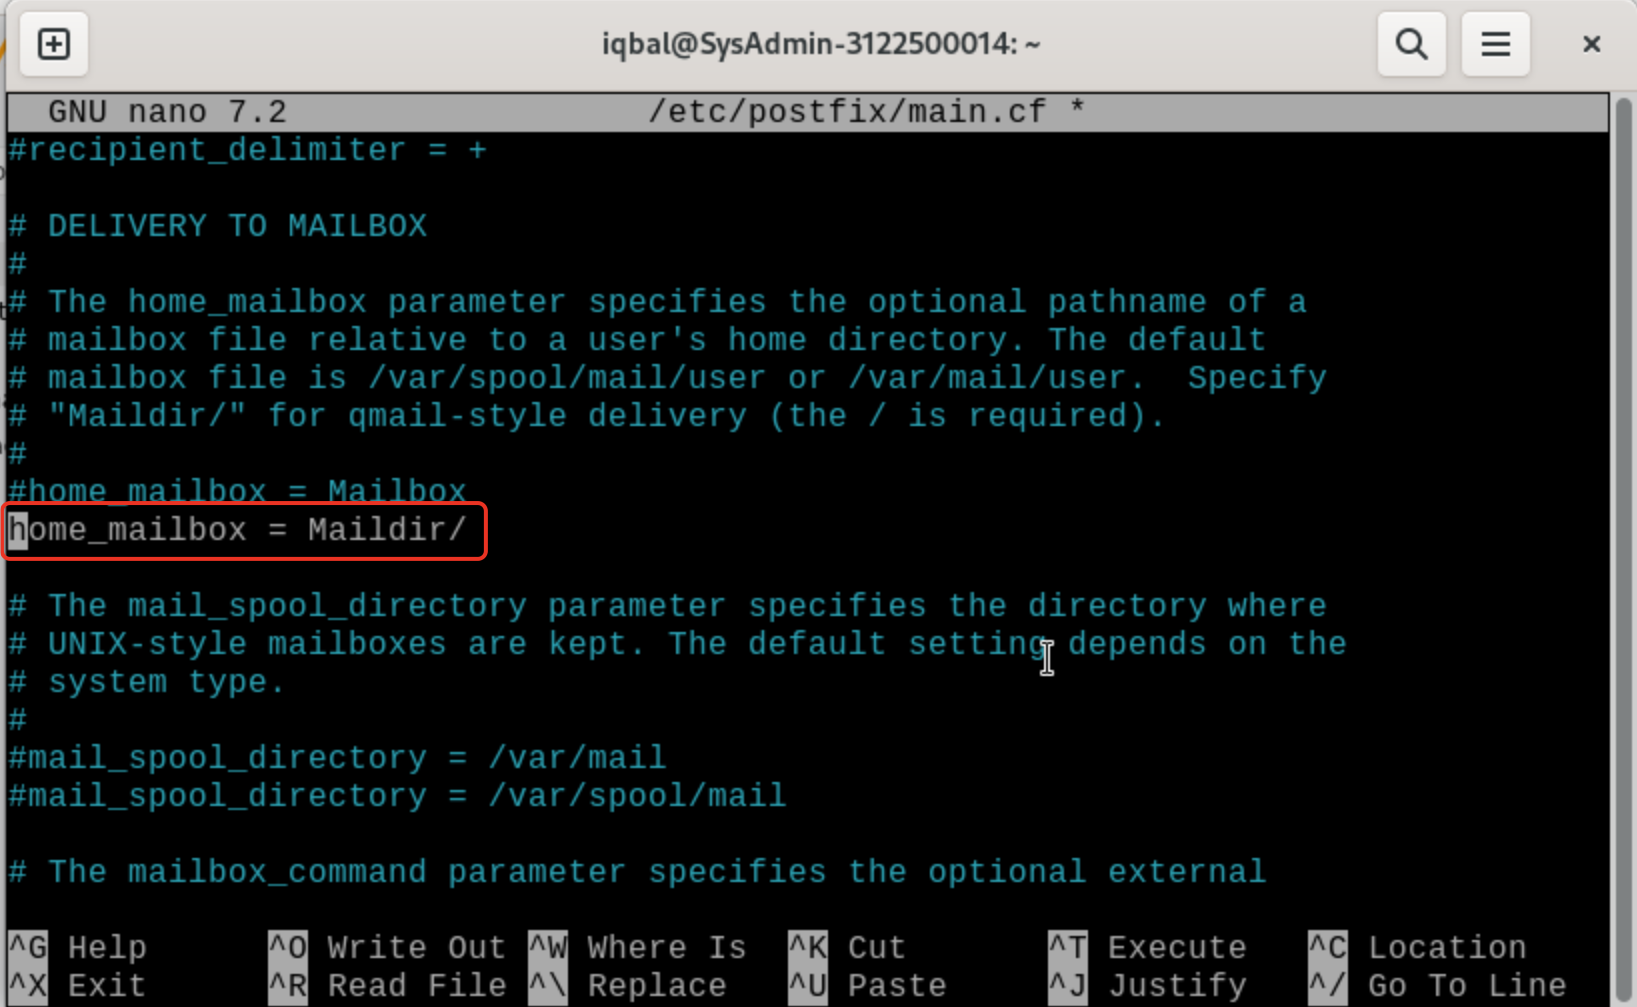 iqbal@SysAdmin-3122500014: ~
GNU nano 7.2 /etc/postfix/main.cf *
#recipient_delimiter = +
# DELIVERY TO MAILBOX
#
# The home_mailbox parameter specifies the optional pathname of a
# mailbox file relative to a user's home directory. The default
# mailbox file is /var/spool/mail/user or /var/mail/user.  Specify
# "Maildir/" for qmail-style delivery (the / is required).
#
#home_mailbox = Mailbox
home_mailbox = Maildir/
# The mail_spool_directory parameter specifies the directory where
# UNIX-style mailboxes are kept. The default setting depends on the
# system type.
#
#mail_spool_directory = /var/mail
#mail_spool_directory = /var/spool/mail
# The mailbox_command parameter specifies the optional external
^G Help ^O Write Out ^W Where Is ^K Cut ^T Execute ^C Location
^X Exit ^R Read File ^\ Replace ^U Paste ^J Justify ^/ Go To Line